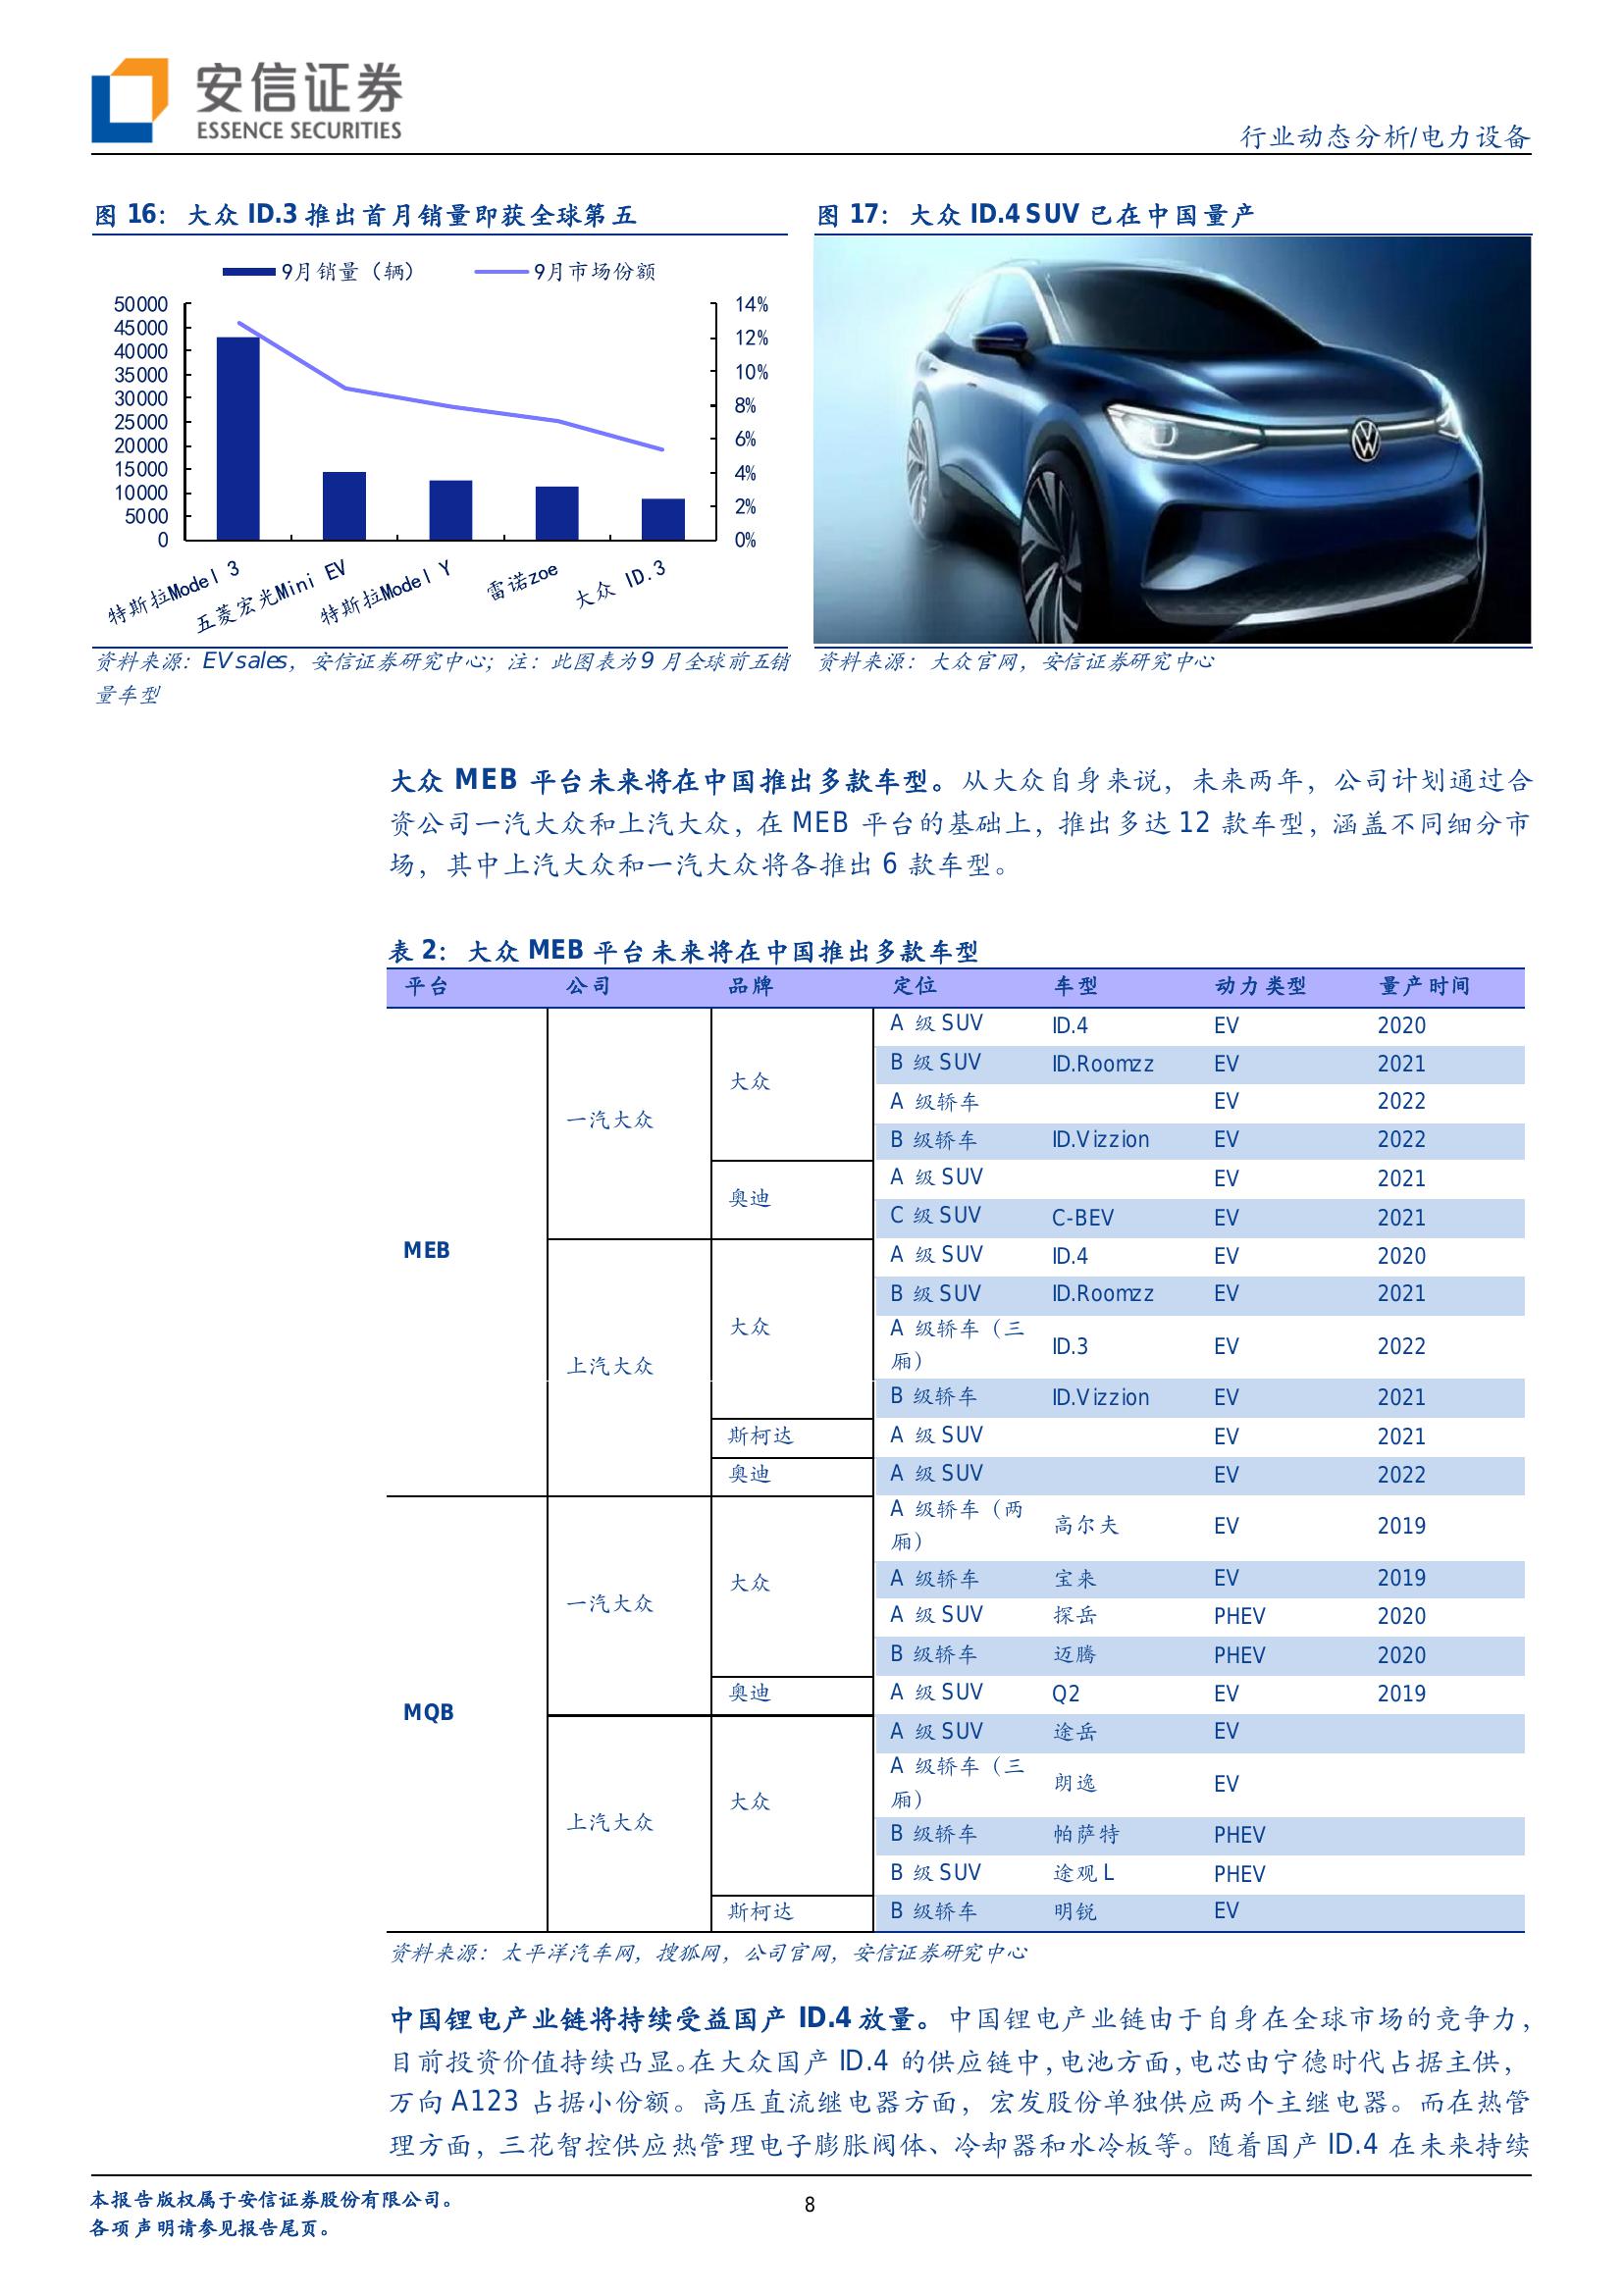 安信证券
ESSENCE SECURITIES
行业动态分析/电力设备
图 16： 大众 ID.3 推出首月销量即获全球第五
9月销量（辆）
9月市场份额
50000
45000
40000
35000
30000
25000
20000
15000
10000
5000
0
14%
12%
10%
8%
6%
4%
2%
0%
特斯拉Model 3
五菱宏光Mini EV
特斯拉Model Y
雷诺zoe
大众 ID.3
资料来源：EV sales，安信证券研究中心；注：此图表为 9 月全球前五销
量车型
图 17： 大众 ID.4 SUV 已在中国量产
资料来源：大众官网，安信证券研究中心
大众 MEB 平台未来将在中国推出多款车型。从大众自身来说，未来两年，公司计划通过合
资公司一汽大众和上汽大众，在 MEB 平台的基础上，推出多达 12 款车型，涵盖不同细分市
场，其中上汽大众和一汽大众将各推出 6 款车型。
表 2： 大众 MEB 平台未来将在中国推出多款车型
平台 公司 品牌 定位 车型 动力类型 量产时间
MEB 一汽大众 大众 A 级 SUV ID.4 EV 2020
B 级 SUV ID.Roomzz EV 2021
A 级轿车 EV 2022
B 级轿车 ID.Vizzion EV 2022
奥迪 A 级 SUV EV 2021
C 级 SUV C-BEV EV 2021
上汽大众 大众 A 级 SUV ID.4 EV 2020
B 级 SUV ID.Roomzz EV 2021
A 级轿车（三
厢） ID.3 EV 2022
B 级轿车 ID.Vizzion EV 2021
斯柯达 A 级 SUV EV 2021
奥迪 A 级 SUV EV 2022
MQB 一汽大众 大众 A 级轿车（两
厢） 高尔夫 EV 2019
A 级轿车 宝来 EV 2019
A 级 SUV 探岳 PHEV 2020
B 级轿车 迈腾 PHEV 2020
奥迪 A 级 SUV Q2 EV 2019
上汽大众 大众 A 级 SUV 途岳 EV
A 级轿车（三
厢） 朗逸 EV
B 级轿车 帕萨特 PHEV
B 级 SUV 途观 L PHEV
斯柯达 B 级轿车 明锐 EV
资料来源：太平洋汽车网，搜狐网，公司官网，安信证券研究中心
中国锂电产业链将持续受益国产 ID.4 放量。中国锂电产业链由于自身在全球市场的竞争力，
目前投资价值持续凸显。在大众国产 ID.4 的供应链中，电池方面，电芯由宁德时代占据主供，
万向 A123 占据小份额。高压直流继电器方面，宏发股份单独供应两个主继电器。而在热管
理方面，三花智控供应热管理电子膨胀阀体、冷却器和水冷板等。随着国产 ID.4 在未来持续
本报告版权属于安信证券股份有限公司。
各项声明请参见报告尾页。
8